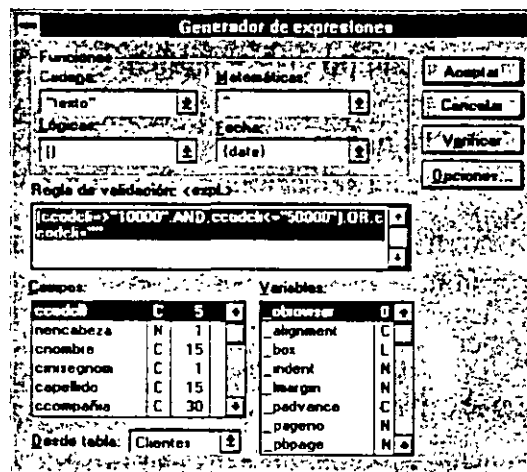 Generador de expresiones
Funciones
Cadena: Matemáticas:
"texto" ^
Lógicas: Fecha:
() {date}
Aceptar
Cancelar
Verificar
Opciones...
Regla de validación: <expL>
(ccodcli=>"10000".AND.ccodcli<="50000").OR.c
codcli=""
Campos: Variables:
ccodcli C 5 _obrowser O
nencabeza N 1 _alignment C
cnombre C 15 _box L
cinisegnom C 1 _indent N
capellido C 15 _lmargin N
ccompañia C 30 _padvance C
_pageno N
_pbpage N
Desde tabla: Clientes